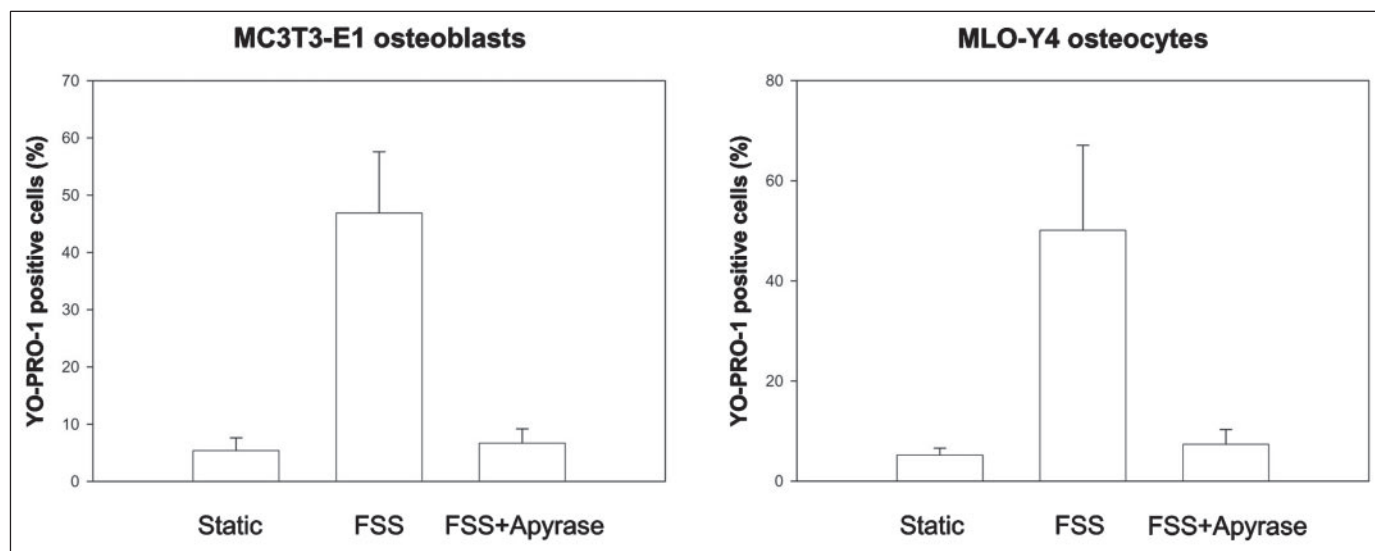 MC3T3-E1 osteoblasts
YO-PRO-1 positive cells (%)
70
60
50
40
30
20
10
0
Static FSS FSS+Apyrase
MLO-Y4 osteocytes
YO-PRO-1 positive cells (%)
80
60
40
20
0
Static FSS FSS+Apyrase